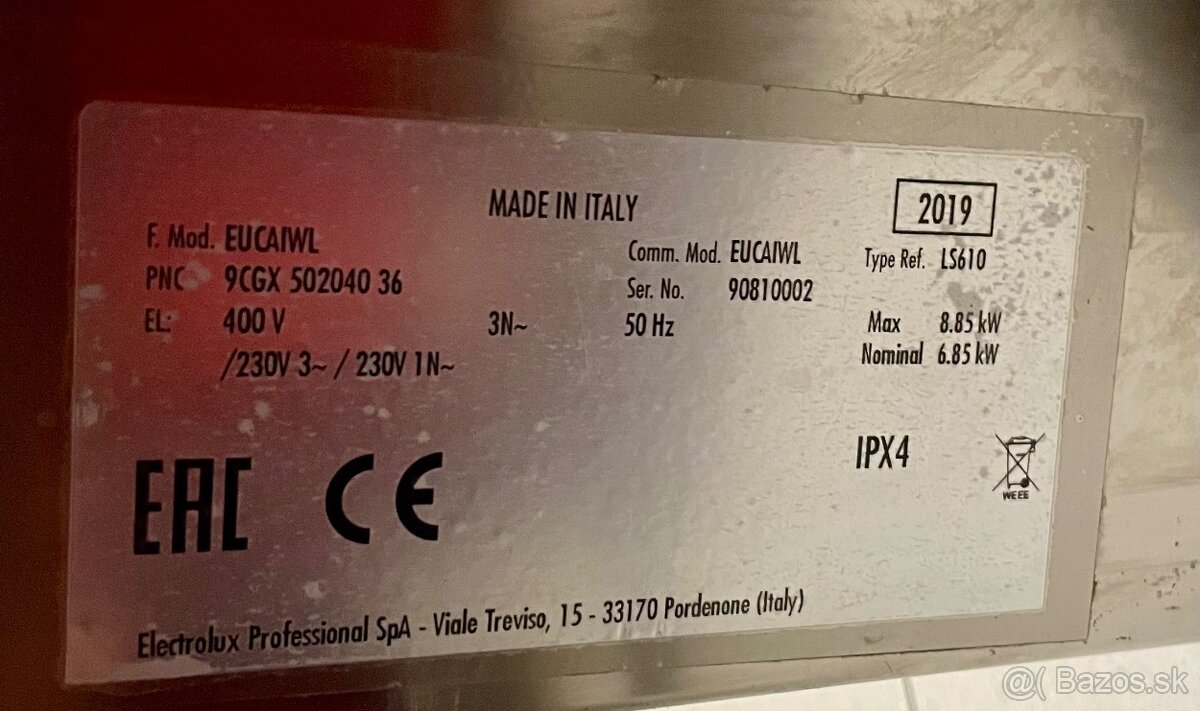 MADE IN ITALY
2019
F. Mod. EUCAIWL
Comm. Mod. EUCAIWL
Type Ref. LS610
PNC 9CGX 502040 36
Ser. No. 90810002
EL: 400 V 3N~ 50 Hz
Max 8.85 kW
/230V 3~ / 230V 1N~
Nominal 6.85 kW
IPX4
EAC CE
WEEE
Electrolux Professional SpA - Viale Treviso, 15 - 33170 Pordenone (Italy)
@( Bazos.sk